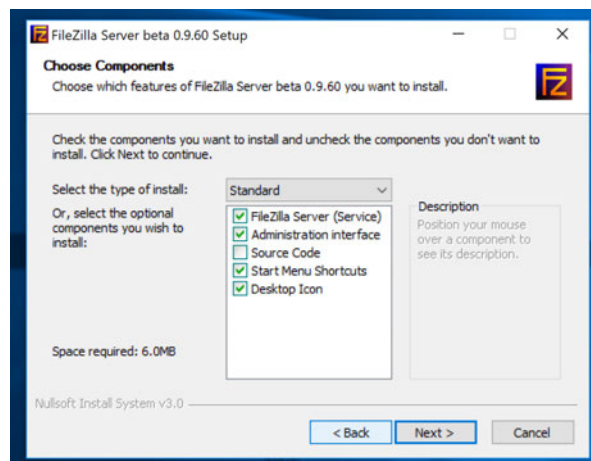 FileZilla Server beta 0.9.60 Setup
Choose Components
Choose which features of FileZilla Server beta 0.9.60 you want to install.
FZ
Check the components you want to install and uncheck the components you don't want to
install. Click Next to continue.
Select the type of install:
Standard
Or, select the optional
components you wish to
install:
FileZilla Server (Service)
Administration interface
Source Code
Start Menu Shortcuts
Desktop Icon
Description
Position your mouse
over a component to
see its description.
Space required: 6.0MB
Nullsoft Install System v3.0
< Back
Next >
Cancel